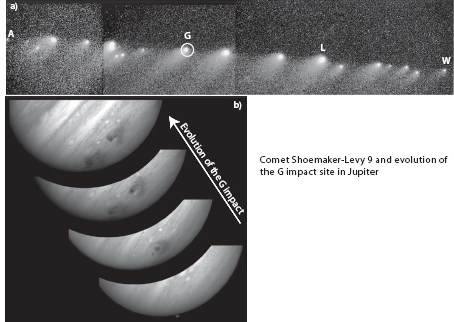 a)
A
G
L
W
b)
Evolution of the G impact
Comet Shoemaker-Levy 9 and evolution of
the G impact site in Jupiter